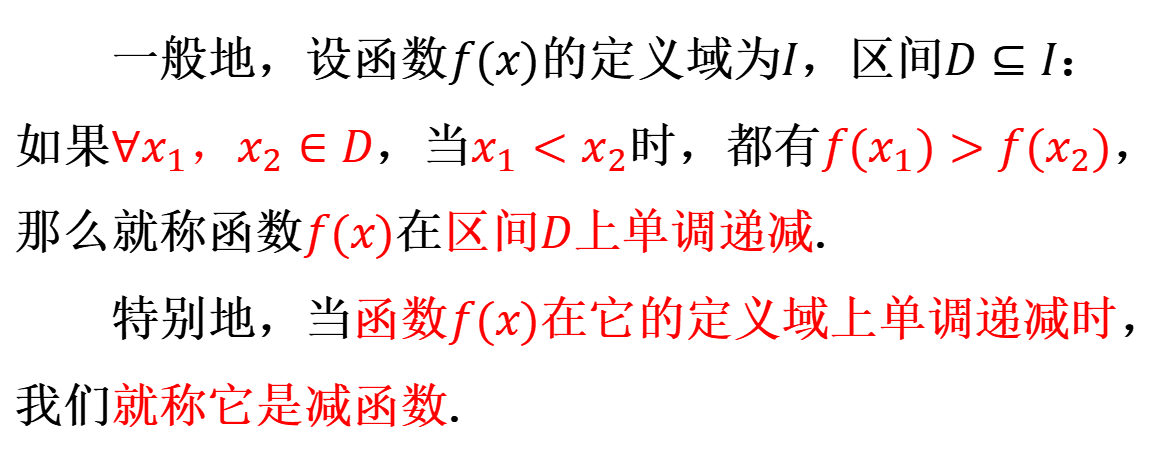 一般地，设函数f(x)的定义域为I，区间D ⊆ I：
如果∀x₁，x₂ ∈ D，当x₁ < x₂时，都有f(x₁) > f(x₂)，
那么就称函数f(x)在区间D上单调递减.
特别地，当函数f(x)在它的定义域上单调递减时，
我们就称它是减函数.